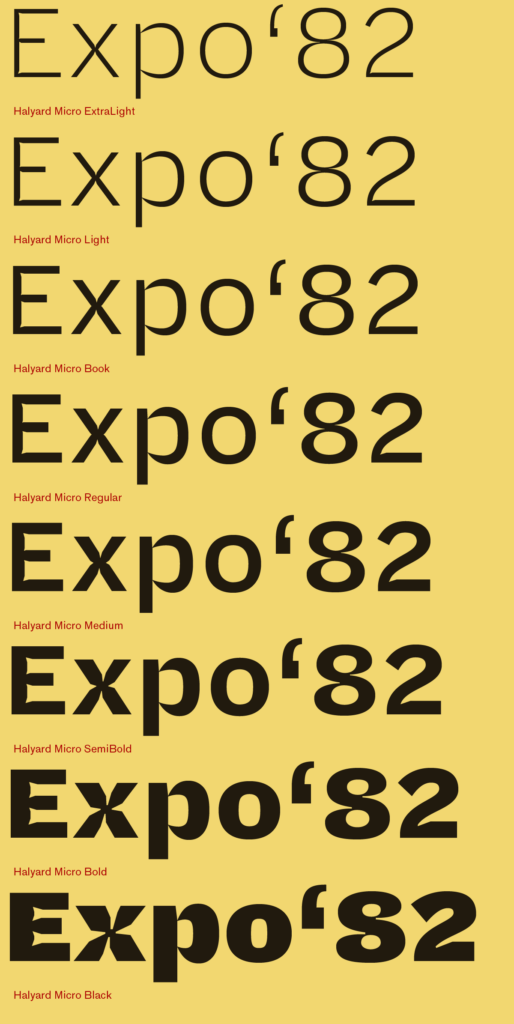 Expo‘82
Halyard Micro ExtraLight
Expo‘82
Halyard Micro Light
Expo‘82
Halyard Micro Book
Expo‘82
Halyard Micro Regular
Expo‘82
Halyard Micro Medium
Expo‘82
Halyard Micro SemiBold
Expo‘82
Halyard Micro Bold
Expo‘82
Halyard Micro Black